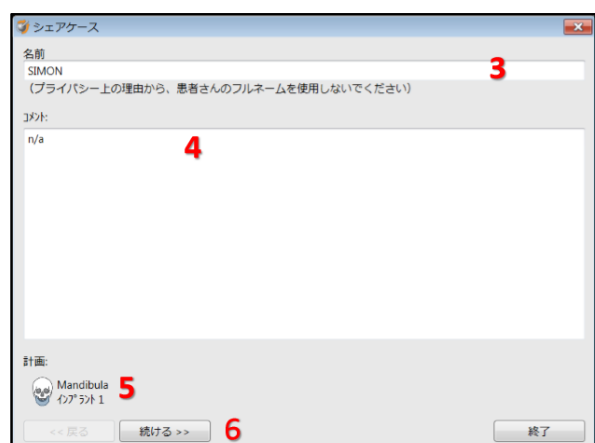 シェアケース
名前
SIMON
3
(プライバシー上の理由から、患者さんのフルネームを使用しないでください)
コメント:
n/a
4
計画:
Mandibula
インプラント 1
5
<< 戻る
続ける >>
6
終了